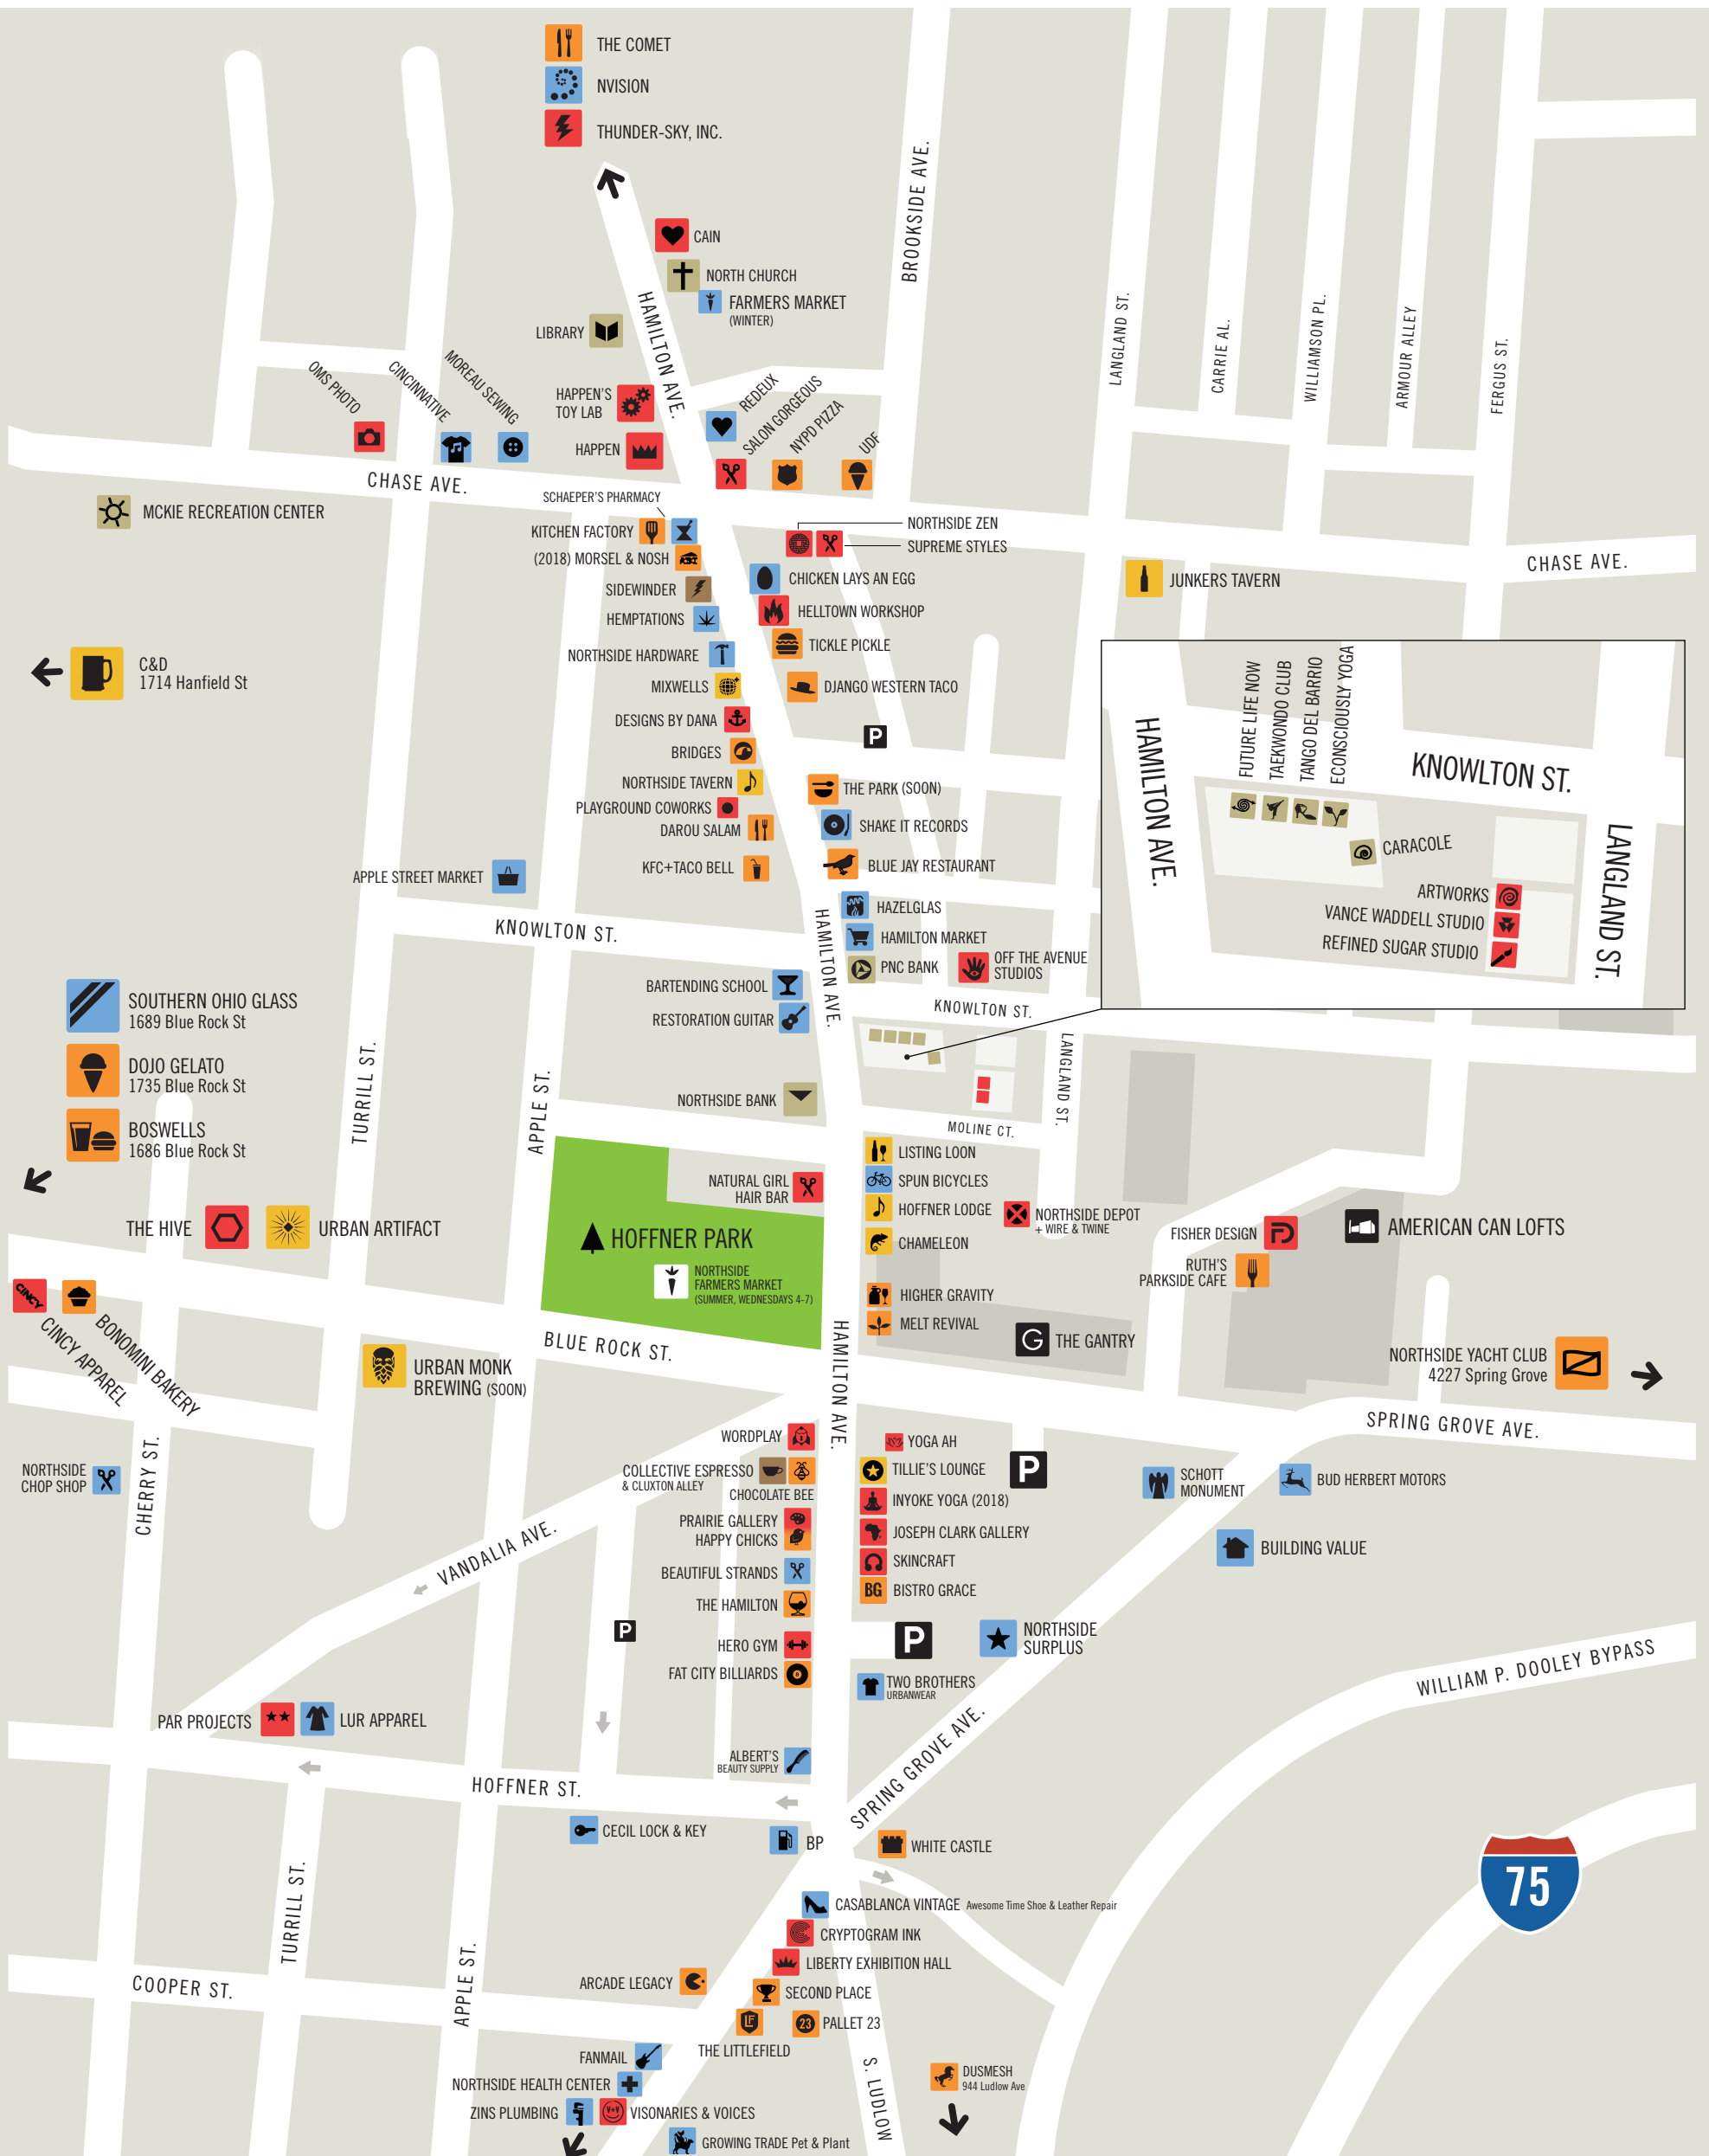 THE COMET
NVISION
THUNDER-SKY, INC.
BROOKSIDE AVE.
CAIN
NORTH CHURCH
FARMERS MARKET
(WINTER)
HAMILTON AVE.
LIBRARY
LANGLAND ST.
CARRIE AL.
WILLIAMSON PL.
ARMOUR ALLEY
FERGUS ST.
OMS PHOTO
CINCINNATIVE
MOREAU SEWING
HAPPEN'S
TOY LAB
HAPPEN
REDEUX
SALON GORGEOUS
NYPD PIZZA
UDF
CHASE AVE.
MCKIE RECREATION CENTER
SCHAEPER'S PHARMACY
KITCHEN FACTORY
(2018) MORSEL & NOSH
SIDEWINDER
HEMPTATIONS
NORTHSIDE HARDWARE
MIXWELLS
DESIGNS BY DANA
BRIDGES
NORTHSIDE TAVERN
PLAYGROUND COWORKS
DAROU SALAM
KFC+TACO BELL
NORTHSIDE ZEN
SUPREME STYLES
CHICKEN LAYS AN EGG
HELLTOWN WORKSHOP
TICKLE PICKLE
DJANGO WESTERN TACO
P
THE PARK (SOON)
SHAKE IT RECORDS
BLUE JAY RESTAURANT
HAZELGLAS
HAMILTON MARKET
PNC BANK
OFF THE AVENUE
STUDIOS
CHASE AVE.
JUNKERS TAVERN
C&D
1714 Hanfield St
HAMILTON AVE.
FUTURE LIFE NOW
TAEKWONDO CLUB
TANGO DEL BARRIO
ECONSCIOUSLY YOGA
KNOWLTON ST.
CARACOLE
ARTWORKS
VANCE WADDELL STUDIO
REFINED SUGAR STUDIO
LANGLAND ST.
APPLE STREET MARKET
KNOWLTON ST.
HAMILTON AVE.
BARTENDING SCHOOL
RESTORATION GUITAR
KNOWLTON ST.
LANGLAND ST.
SOUTHERN OHIO GLASS
1689 Blue Rock St
DOJO GELATO
1735 Blue Rock St
BOSWELLS
1686 Blue Rock St
TURRILL ST.
APPLE ST.
NORTHSIDE BANK
MOLINE CT.
THE HIVE
URBAN ARTIFACT
NATURAL GIRL
HAIR BAR
HOFFNER PARK
NORTHSIDE
FARMERS MARKET
(SUMMER, WEDNESDAYS 4-7)
LISTING LOON
SPUN BICYCLES
HOFFNER LODGE
CHAMELEON
NORTHSIDE DEPOT
+ WIRE & TWINE
HIGHER GRAVITY
MELT REVIVAL
G
THE GANTRY
FISHER DESIGN
RUTH'S
PARKSIDE CAFE
AMERICAN CAN LOFTS
NORTHSIDE YACHT CLUB
4227 Spring Grove
CINCY
CINCY APPAREL
BONOMINI BAKERY
BLUE ROCK ST.
URBAN MONK
BREWING (SOON)
HAMILTON AVE.
SPRING GROVE AVE.
NORTHSIDE
CHOP SHOP
CHERRY ST.
VANDALIA AVE.
WORDPLAY
COLLECTIVE ESPRESSO
& CLUXTON ALLEY
CHOCOLATE BEE
PRAIRIE GALLERY
HAPPY CHICKS
BEAUTIFUL STRANDS
THE HAMILTON
HERO GYM
FAT CITY BILLIARDS
P
YOGA AH
TILLIE'S LOUNGE
INYOKE YOGA (2018)
JOSEPH CLARK GALLERY
SKINCRAFT
BG
BISTRO GRACE
P
P
NORTHSIDE
SURPLUS
TWO BROTHERS
URBANWEAR
SCHOTT
MONUMENT
BUD HERBERT MOTORS
BUILDING VALUE
WILLIAM P. DOOLEY BYPASS
PAR PROJECTS
LUR APPAREL
HOFFNER ST.
ALBERT'S
BEAUTY SUPPLY
SPRING GROVE AVE.
CECIL LOCK & KEY
BP
WHITE CASTLE
75
CASABLANCA VINTAGE Awesome Time Shoe & Leather Repair
CRYPTOGRAM INK
LIBERTY EXHIBITION HALL
SECOND PLACE
23
PALLET 23
LF
THE LITTLEFIELD
ARCADE LEGACY
TURRILL ST.
APPLE ST.
COOPER ST.
FANMAIL
NORTHSIDE HEALTH CENTER
ZINS PLUMBING
V+V
VISONARIES & VOICES
GROWING TRADE Pet & Plant
S. LUDLOW
DUSMESH
944 Ludlow Ave